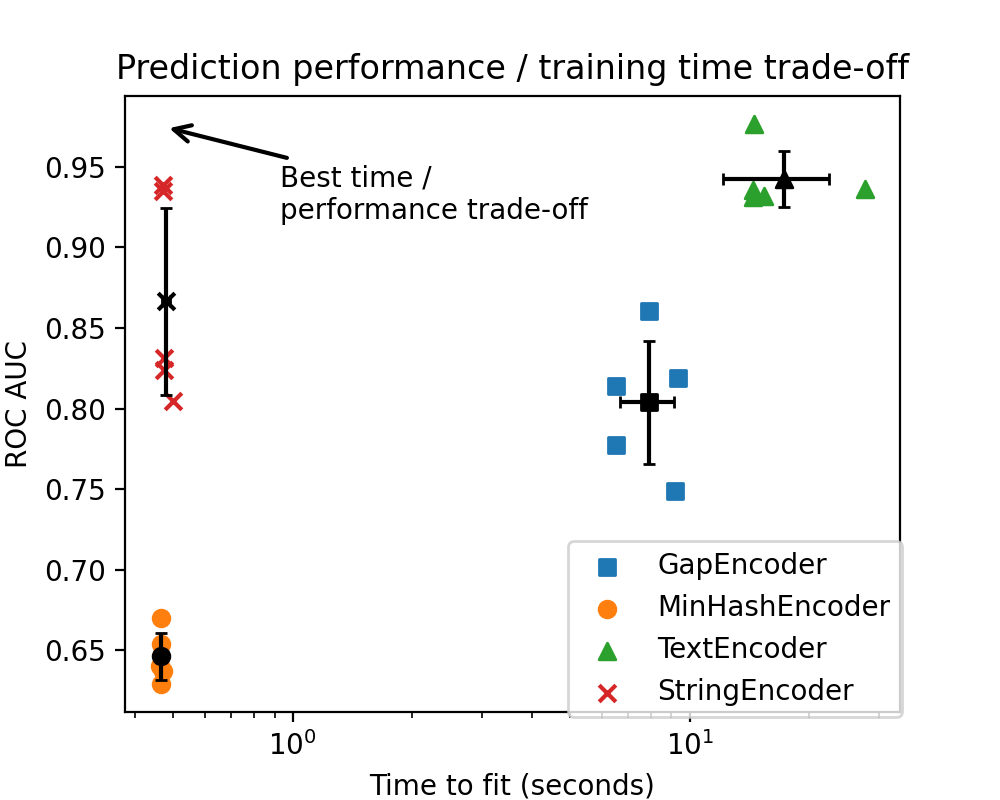 Prediction performance / training time trade-off
Best time /
performance trade-off
ROC AUC
0.95
0.90
0.85
0.80
0.75
0.70
0.65
GapEncoder
MinHashEncoder
TextEncoder
StringEncoder
10⁰
10¹
Time to fit (seconds)